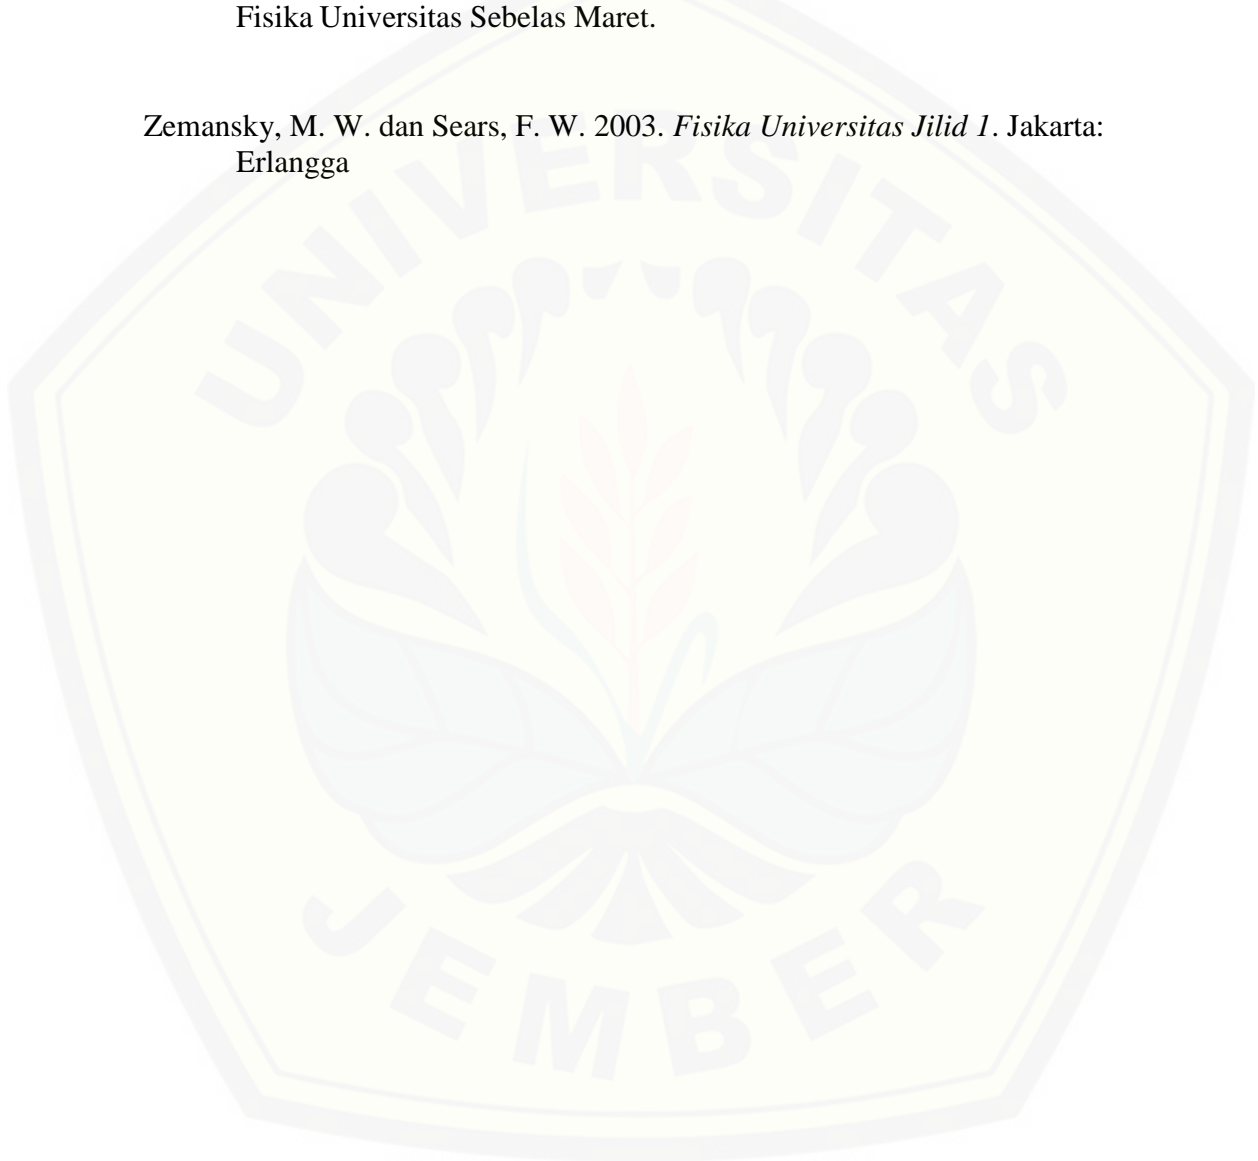 Fisika Universitas Sebelas Maret.
Zemansky, M. W. dan Sears, F. W. 2003. Fisika Universitas Jilid 1. Jakarta:
Erlangga
UNIVERSITAS
JEMBER